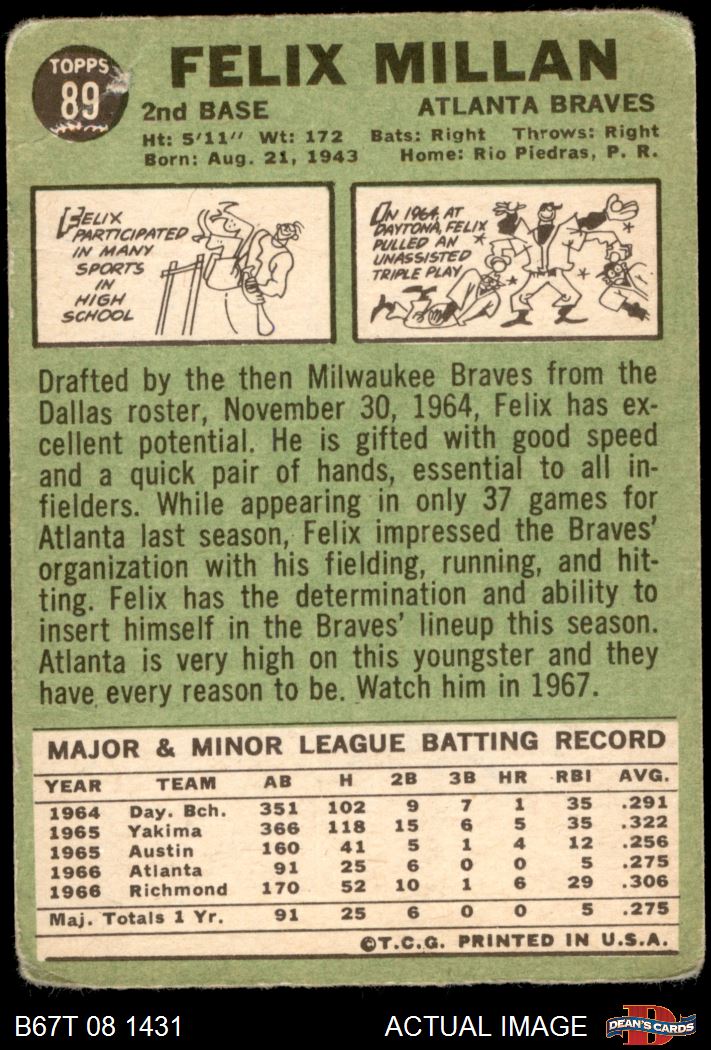 TOPPS
89
FELIX MILLAN
2nd BASE ATLANTA BRAVES
Ht: 5'11" Wt: 172 Bats: Right Throws: Right
Born: Aug. 21, 1943 Home: Rio Piedras, P. R.
FELIX
PARTICIPATED
IN MANY
SPORTS
IN
HIGH
SCHOOL
IN 1964, AT
DAYTONA, FELIX
PULLED AN
UNASSISTED
TRIPLE PLAY
Drafted by the then Milwaukee Braves from the
Dallas roster, November 30, 1964, Felix has ex-
cellent potential. He is gifted with good speed
and a quick pair of hands, essential to all in-
fielders. While appearing in only 37 games for
Atlanta last season, Felix impressed the Braves'
organization with his fielding, running, and hit-
ting. Felix has the determination and ability to
insert himself in the Braves' lineup this season.
Atlanta is very high on this youngster and they
have every reason to be. Watch him in 1967.
MAJOR & MINOR LEAGUE BATTING RECORD
YEAR TEAM AB H 2B 3B HR RBI AVG.
1964 Day. Bch. 351 102 9 7 1 35 .291
1965 Yakima 366 118 15 6 5 35 .322
1965 Austin 160 41 5 1 4 12 .256
1966 Atlanta 91 25 6 0 0 5 .275
1966 Richmond 170 52 10 1 6 29 .306
Maj. Totals 1 Yr. 91 25 6 0 0 5 .275
©T.C.G. PRINTED IN U.S.A.
B67T 08 1431 ACTUAL IMAGE DEAN'S CARDS